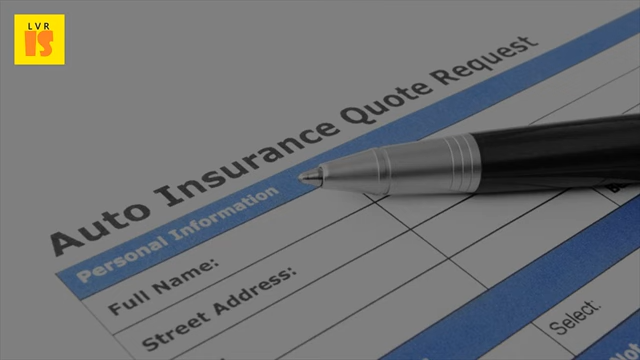 LVR
IS
Auto Insurance Quote Request
Personal Information
Full Name:
Street Address:
Select: